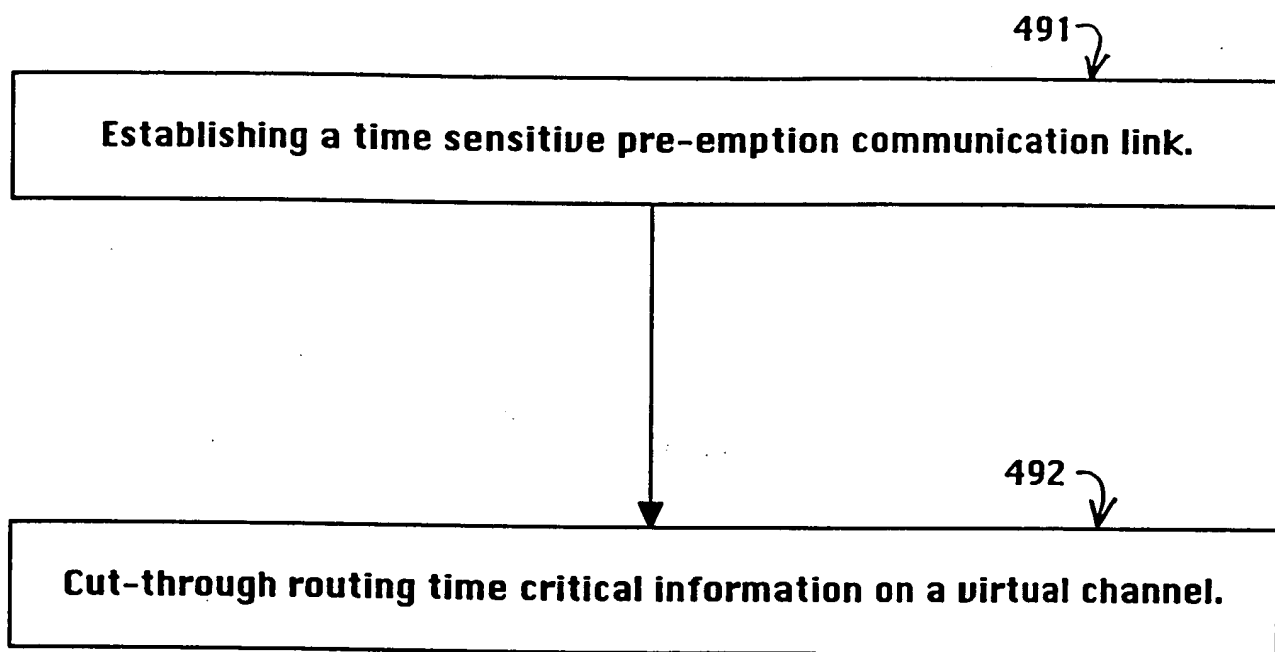 491
Establishing a time sensitive pre-emption communication link.
492
Cut-through routing time critical information on a virtual channel.